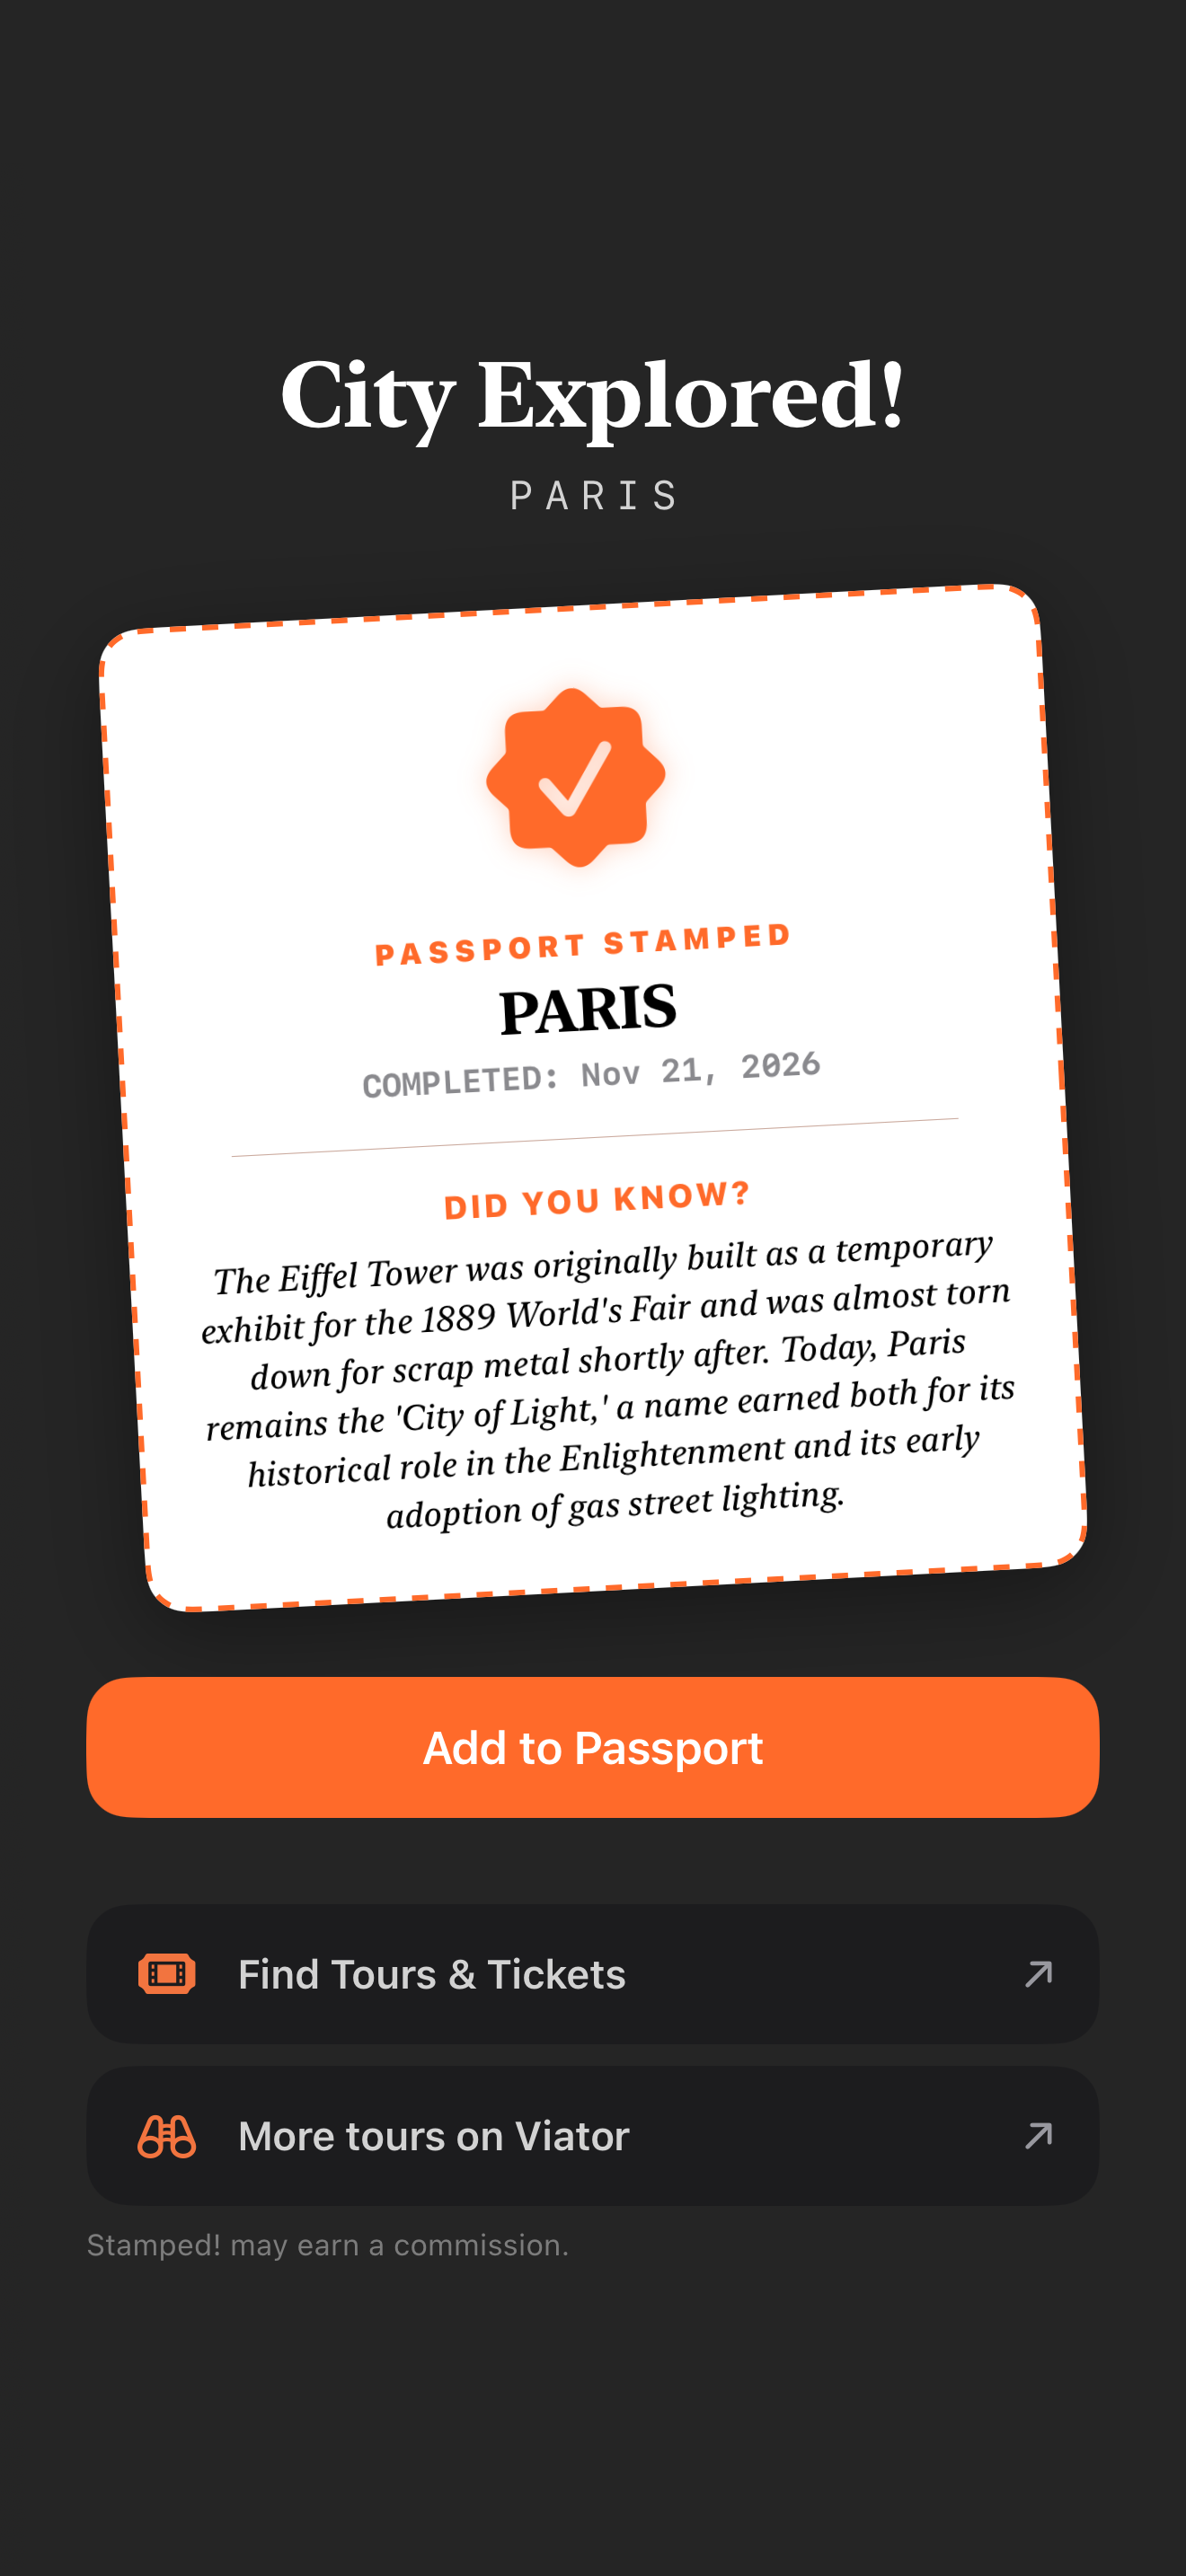 City Explored!
PARIS
PASSPORT STAMPED
PARIS
COMPLETED: Nov 21, 2026
DID YOU KNOW?
The Eiffel Tower was originally built as a temporary
exhibit for the 1889 World's Fair and was almost torn
down for scrap metal shortly after. Today, Paris
remains the 'City of Light,' a name earned both for its
historical role in the Enlightenment and its early
adoption of gas street lighting.
Add to Passport
Find Tours & Tickets
More tours on Viator
Stamped! may earn a commission.